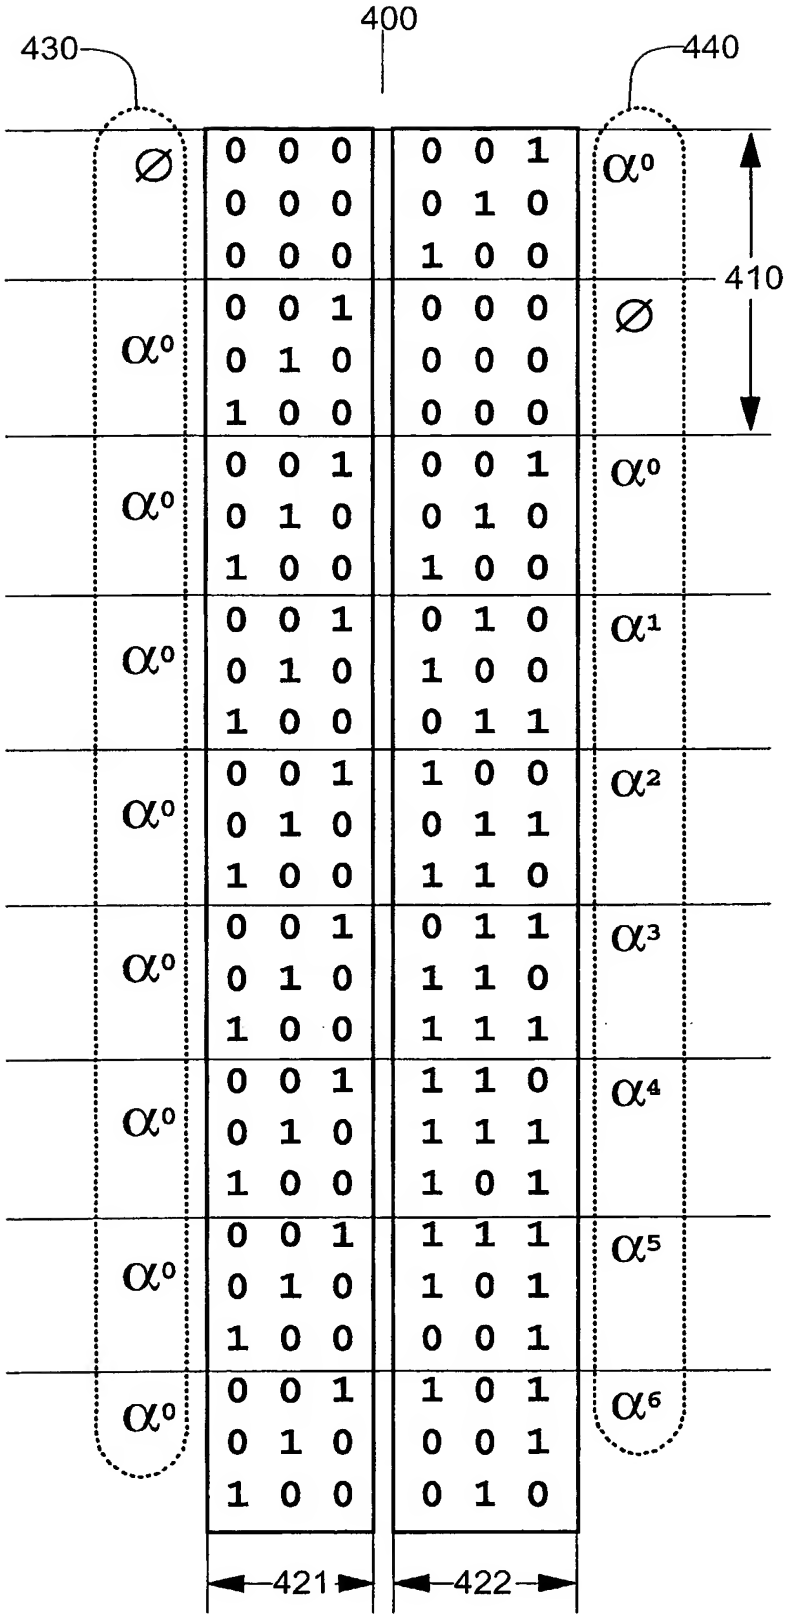 400
430 440
∅ 0 0 0 0 0 1 α⁰
0 0 0 0 1 0
0 0 0 1 0 0
410
0 0 1 0 0 0 ∅
α⁰ 0 1 0 0 0 0
1 0 0 0 0 0
0 0 1 0 0 1 α⁰
α⁰ 0 1 0 0 1 0
1 0 0 1 0 0
0 0 1 0 1 0 α¹
α⁰ 0 1 0 1 0 0
1 0 0 0 1 1
0 0 1 1 0 0 α²
α⁰ 0 1 0 0 1 1
1 0 0 1 1 0
0 0 1 0 1 1 α³
α⁰ 0 1 0 1 1 0
1 0 0 1 1 1
0 0 1 1 1 0 α⁴
α⁰ 0 1 0 1 1 1
1 0 0 1 0 1
0 0 1 1 1 1 α⁵
α⁰ 0 1 0 1 0 1
1 0 0 0 0 1
0 0 1 1 0 1 α⁶
α⁰ 0 1 0 0 0 1
1 0 0 0 1 0
421 422